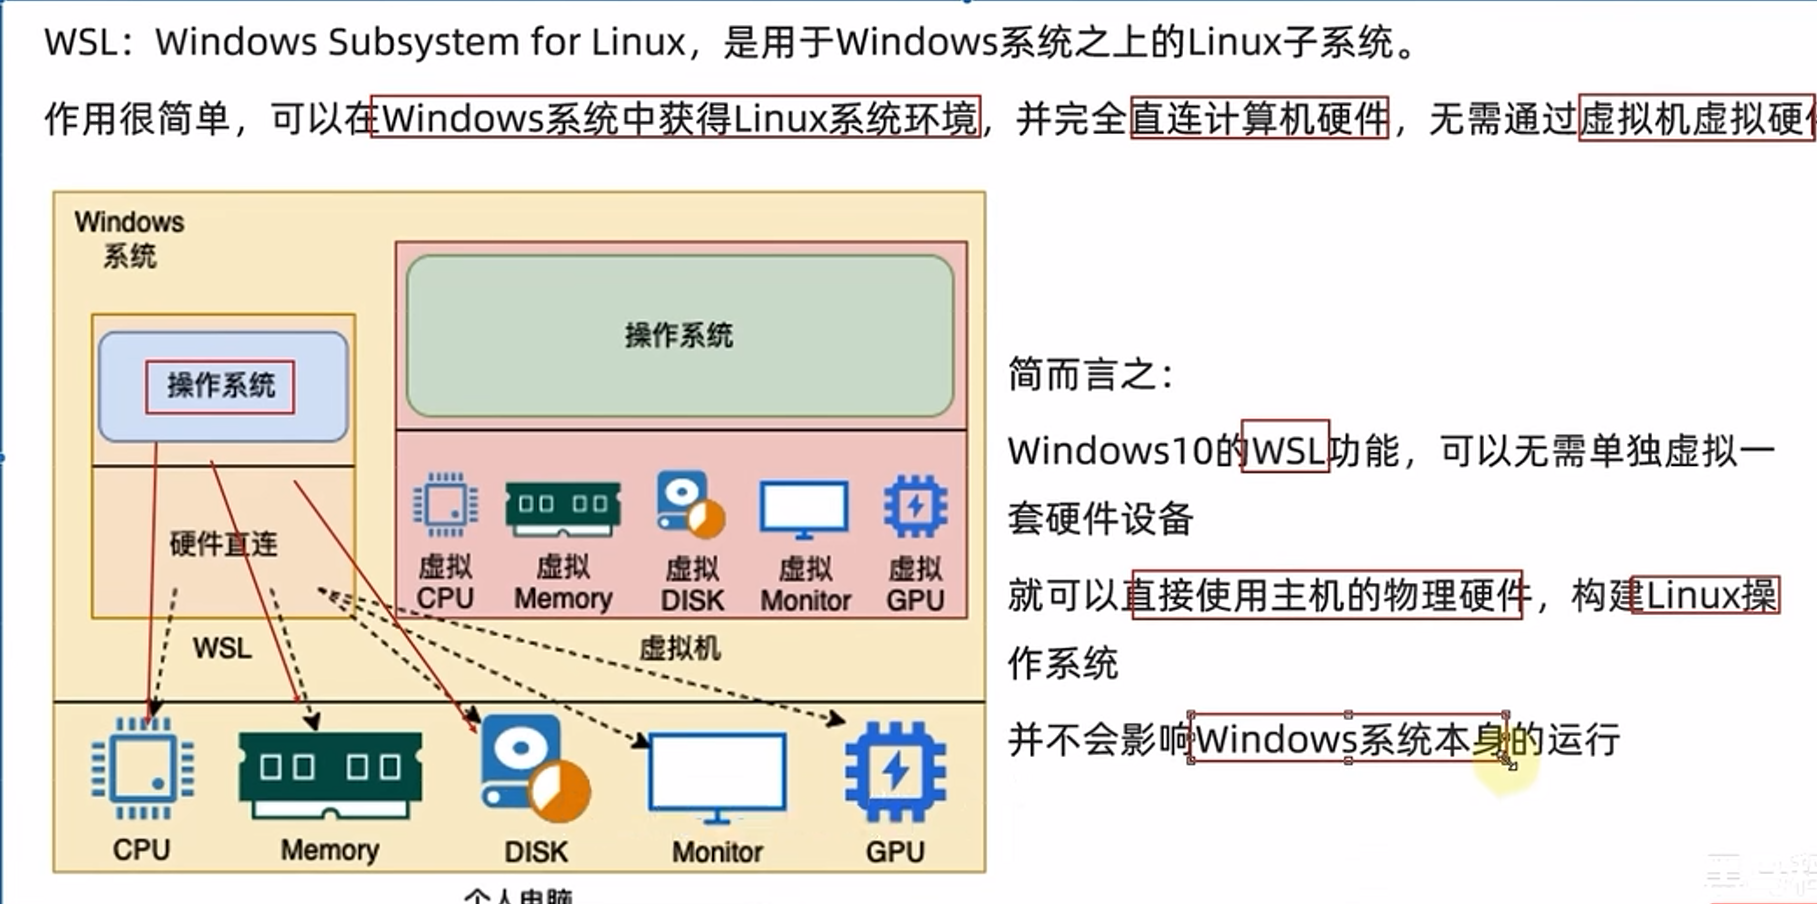 WSL：Windows Subsystem for Linux，是用于Windows系统之上的Linux子系统。
作用很简单，可以在Windows系统中获得Linux系统环境，并完全直连计算机硬件，无需通过虚拟机虚拟硬件
Windows
系统
操作系统
操作系统
硬件直连
虚拟
CPU
虚拟
Memory
虚拟
DISK
虚拟
Monitor
虚拟
GPU
WSL
虚拟机
CPU
Memory
DISK
Monitor
GPU
个人电脑
简而言之：
Windows10的WSL功能，可以无需单独虚拟一
套硬件设备
就可以直接使用主机的物理硬件，构建Linux操
作系统
并不会影响Windows系统本身的运行